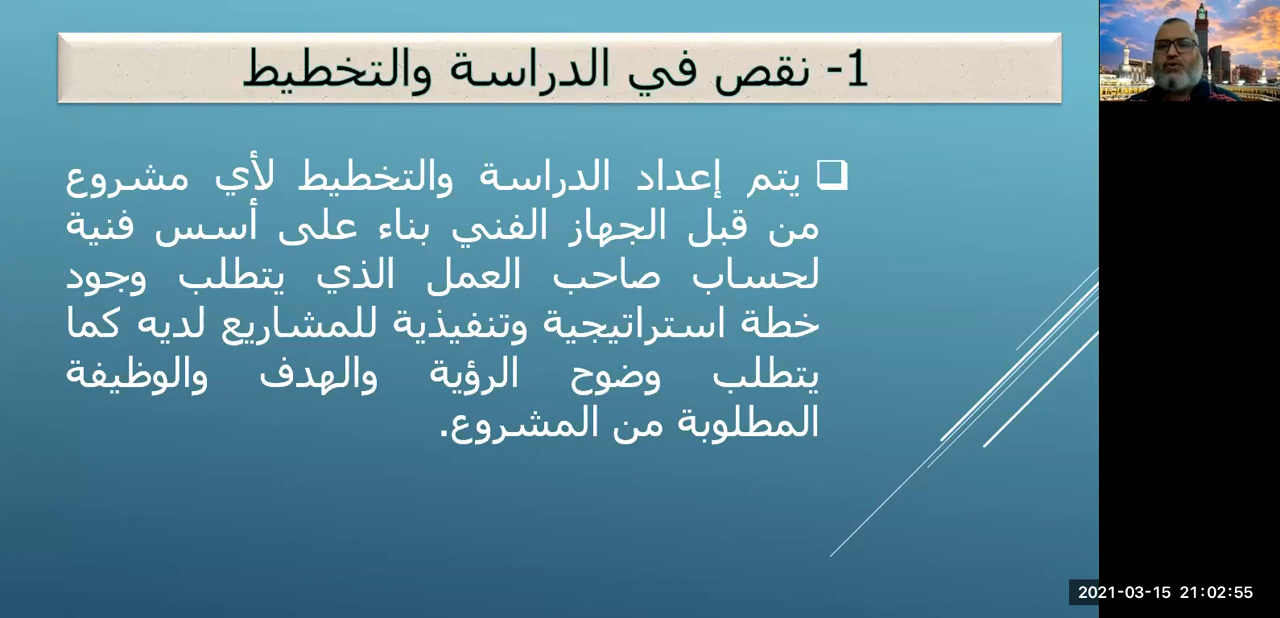 1- نقص في الدراسة والتخطيط
❑ يتم إعداد الدراسة والتخطيط لأي مشروع
من قبل الجهاز الفني بناء على أسس فنية
لحساب صاحب العمل الذي يتطلب وجود
خطة استراتيجية وتنفيذية للمشاريع لديه كما
يتطلب وضوح الرؤية والهدف والوظيفة
المطلوبة من المشروع.
2021-03-15 21:02:55